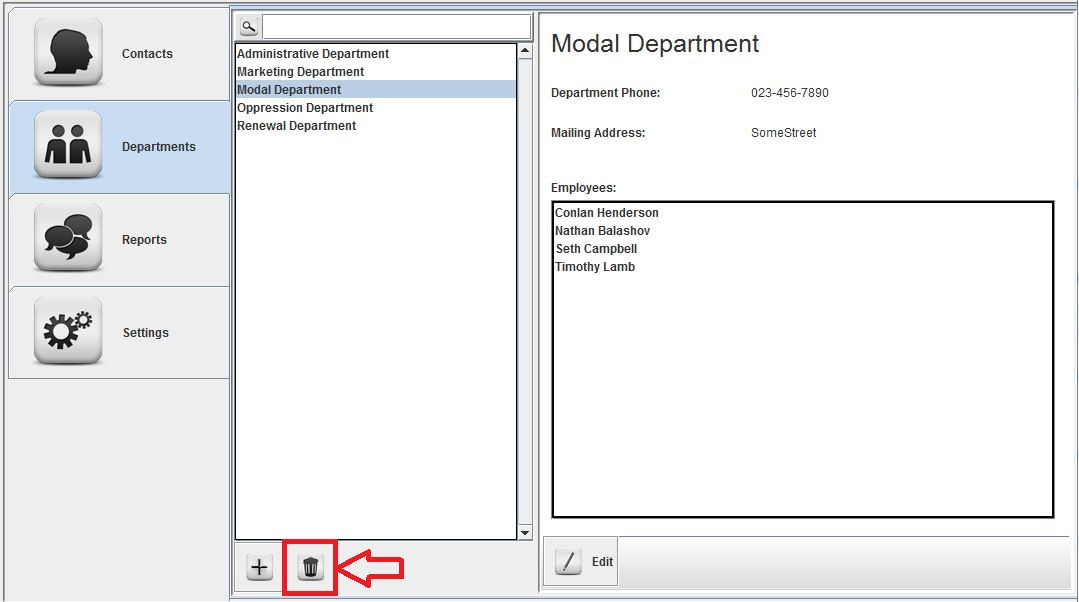 Contacts
Departments
Reports
Settings
Administrative Department
Marketing Department
Modal Department
Oppression Department
Renewal Department
Modal Department
Department Phone: 023-456-7890
Mailing Address: SomeStreet
Employees:
Conlan Henderson
Nathan Balashov
Seth Campbell
Timothy Lamb
Edit